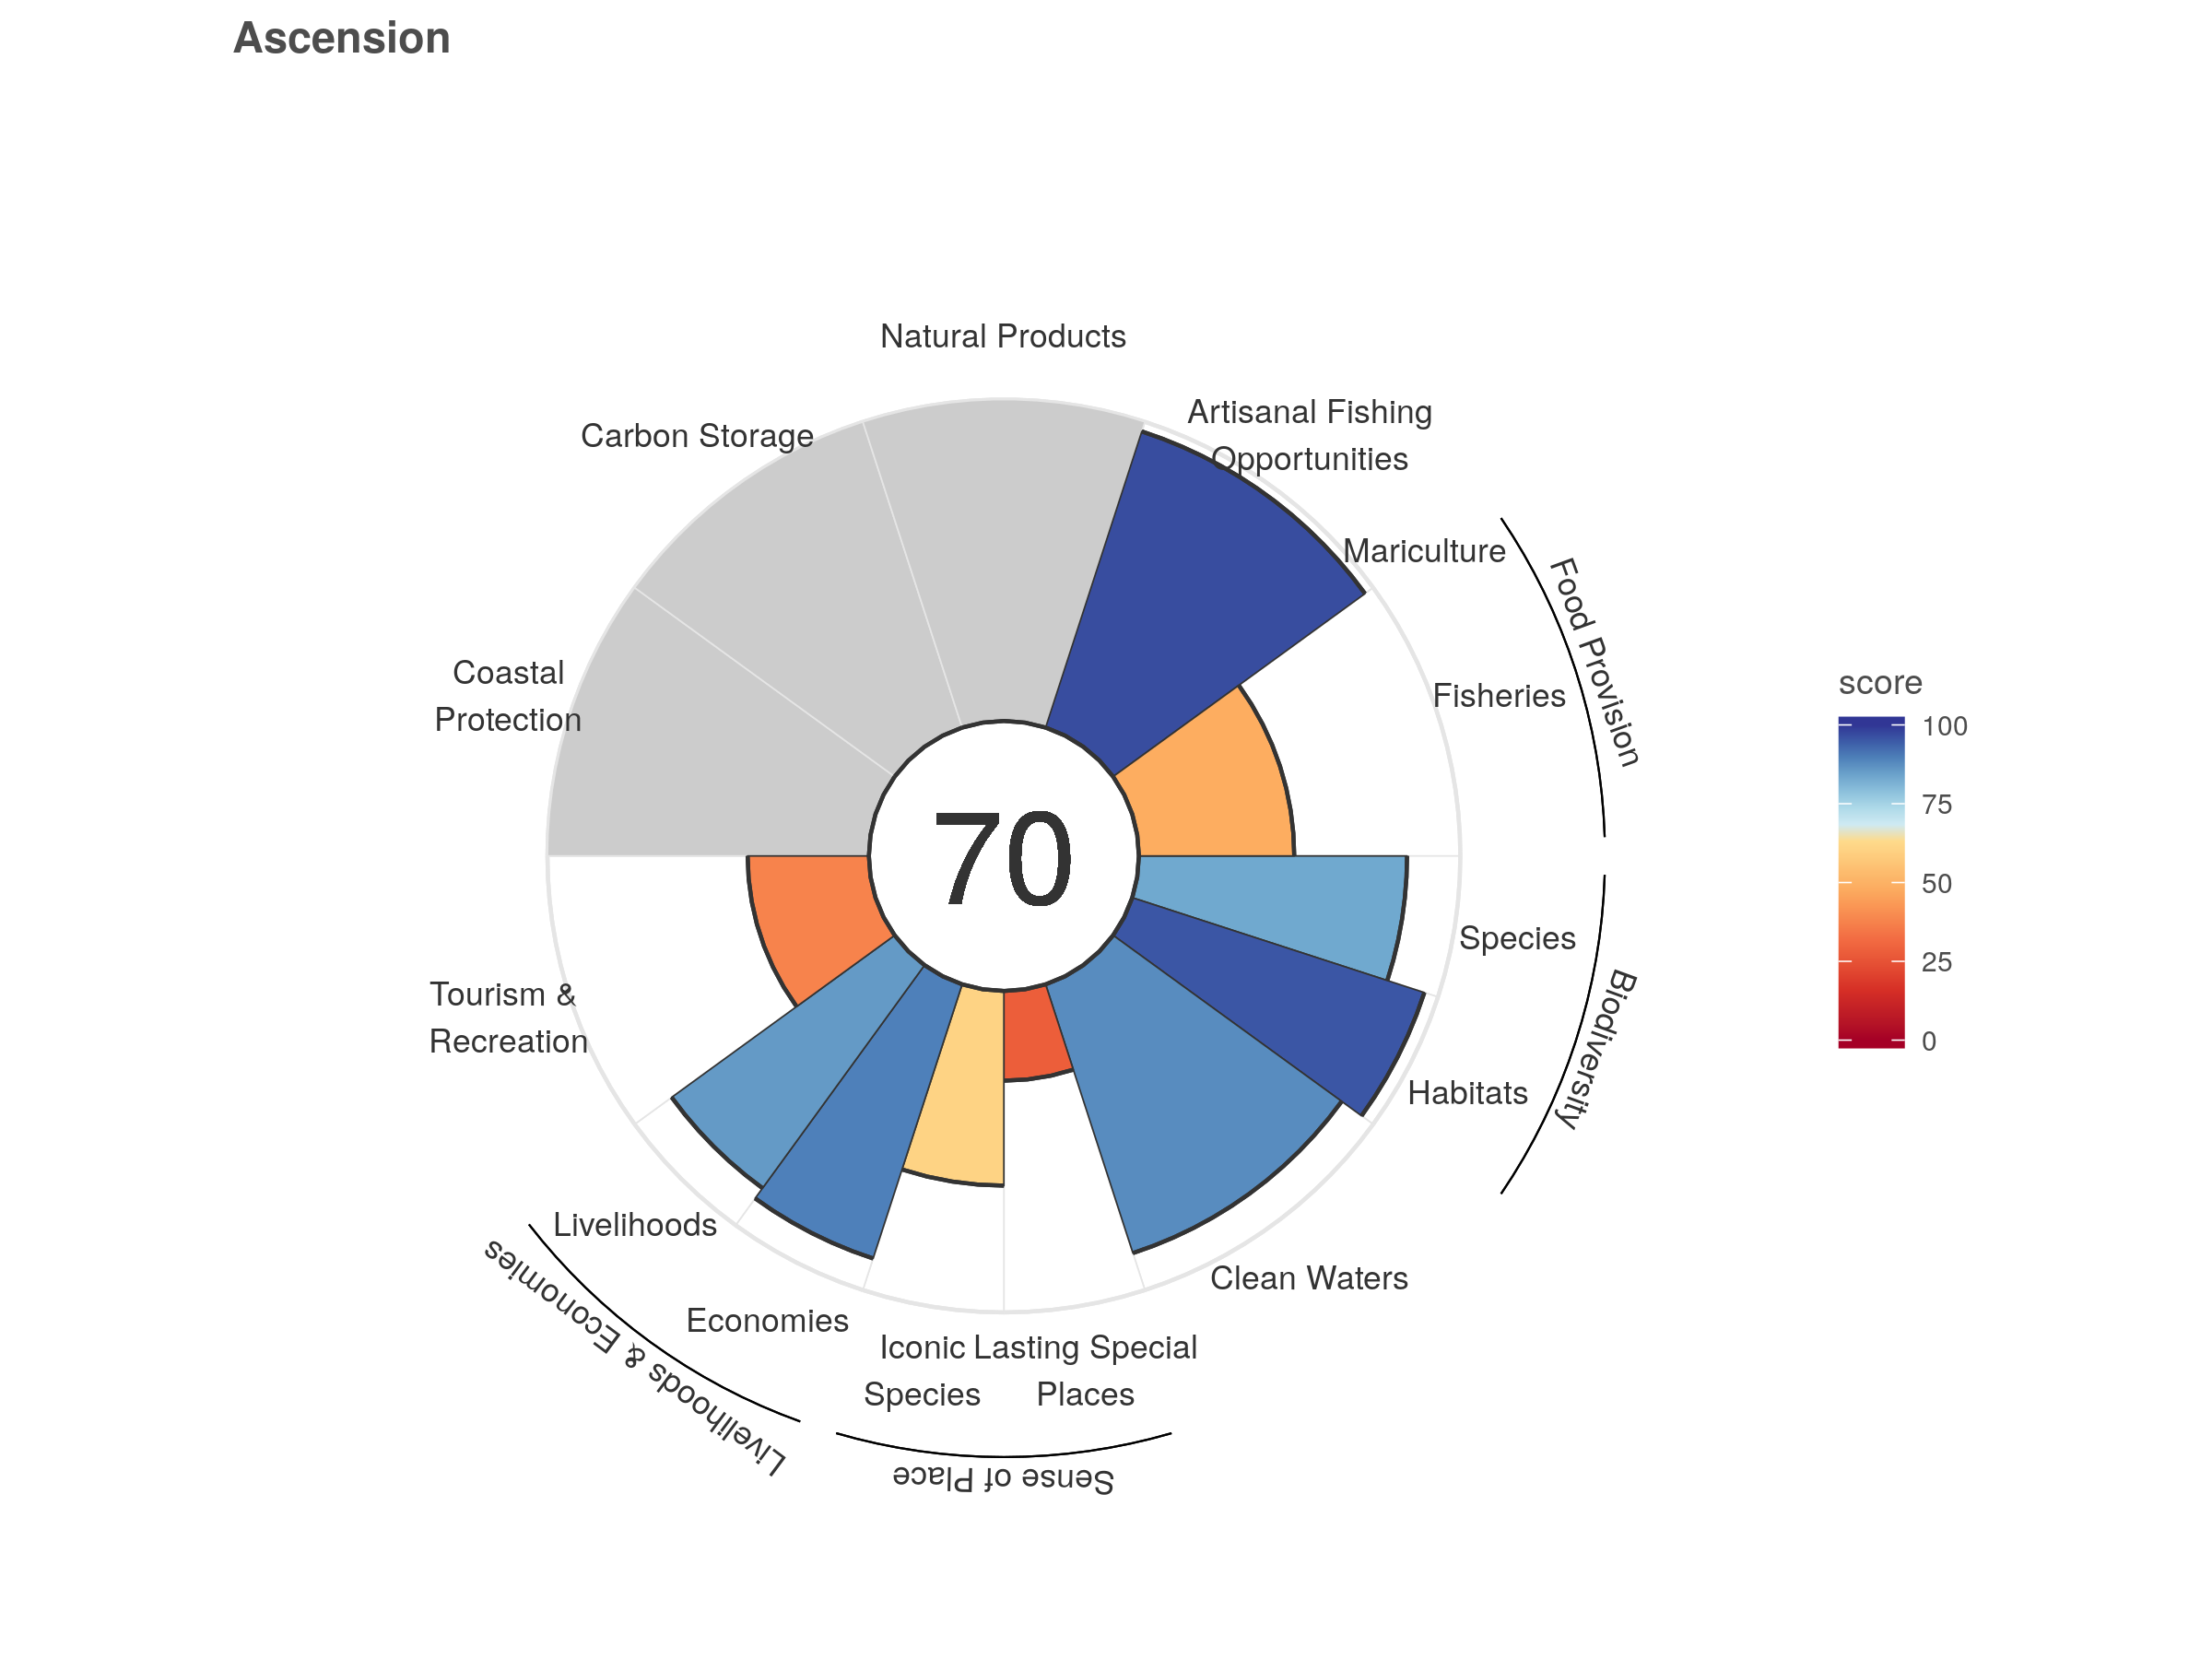 Ascension
Natural Products
Artisanal Fishing
Opportunities
Carbon Storage
Mariculture
Food Provision
Fisheries
Coastal
Protection
70
score
100
75
50
25
0
Species
Biodiversity
Tourism &
Recreation
Habitats
Livelihoods
Clean Waters
Livelihoods & Economies
Economies
Iconic
Species
Lasting Special
Places
Sense of Place